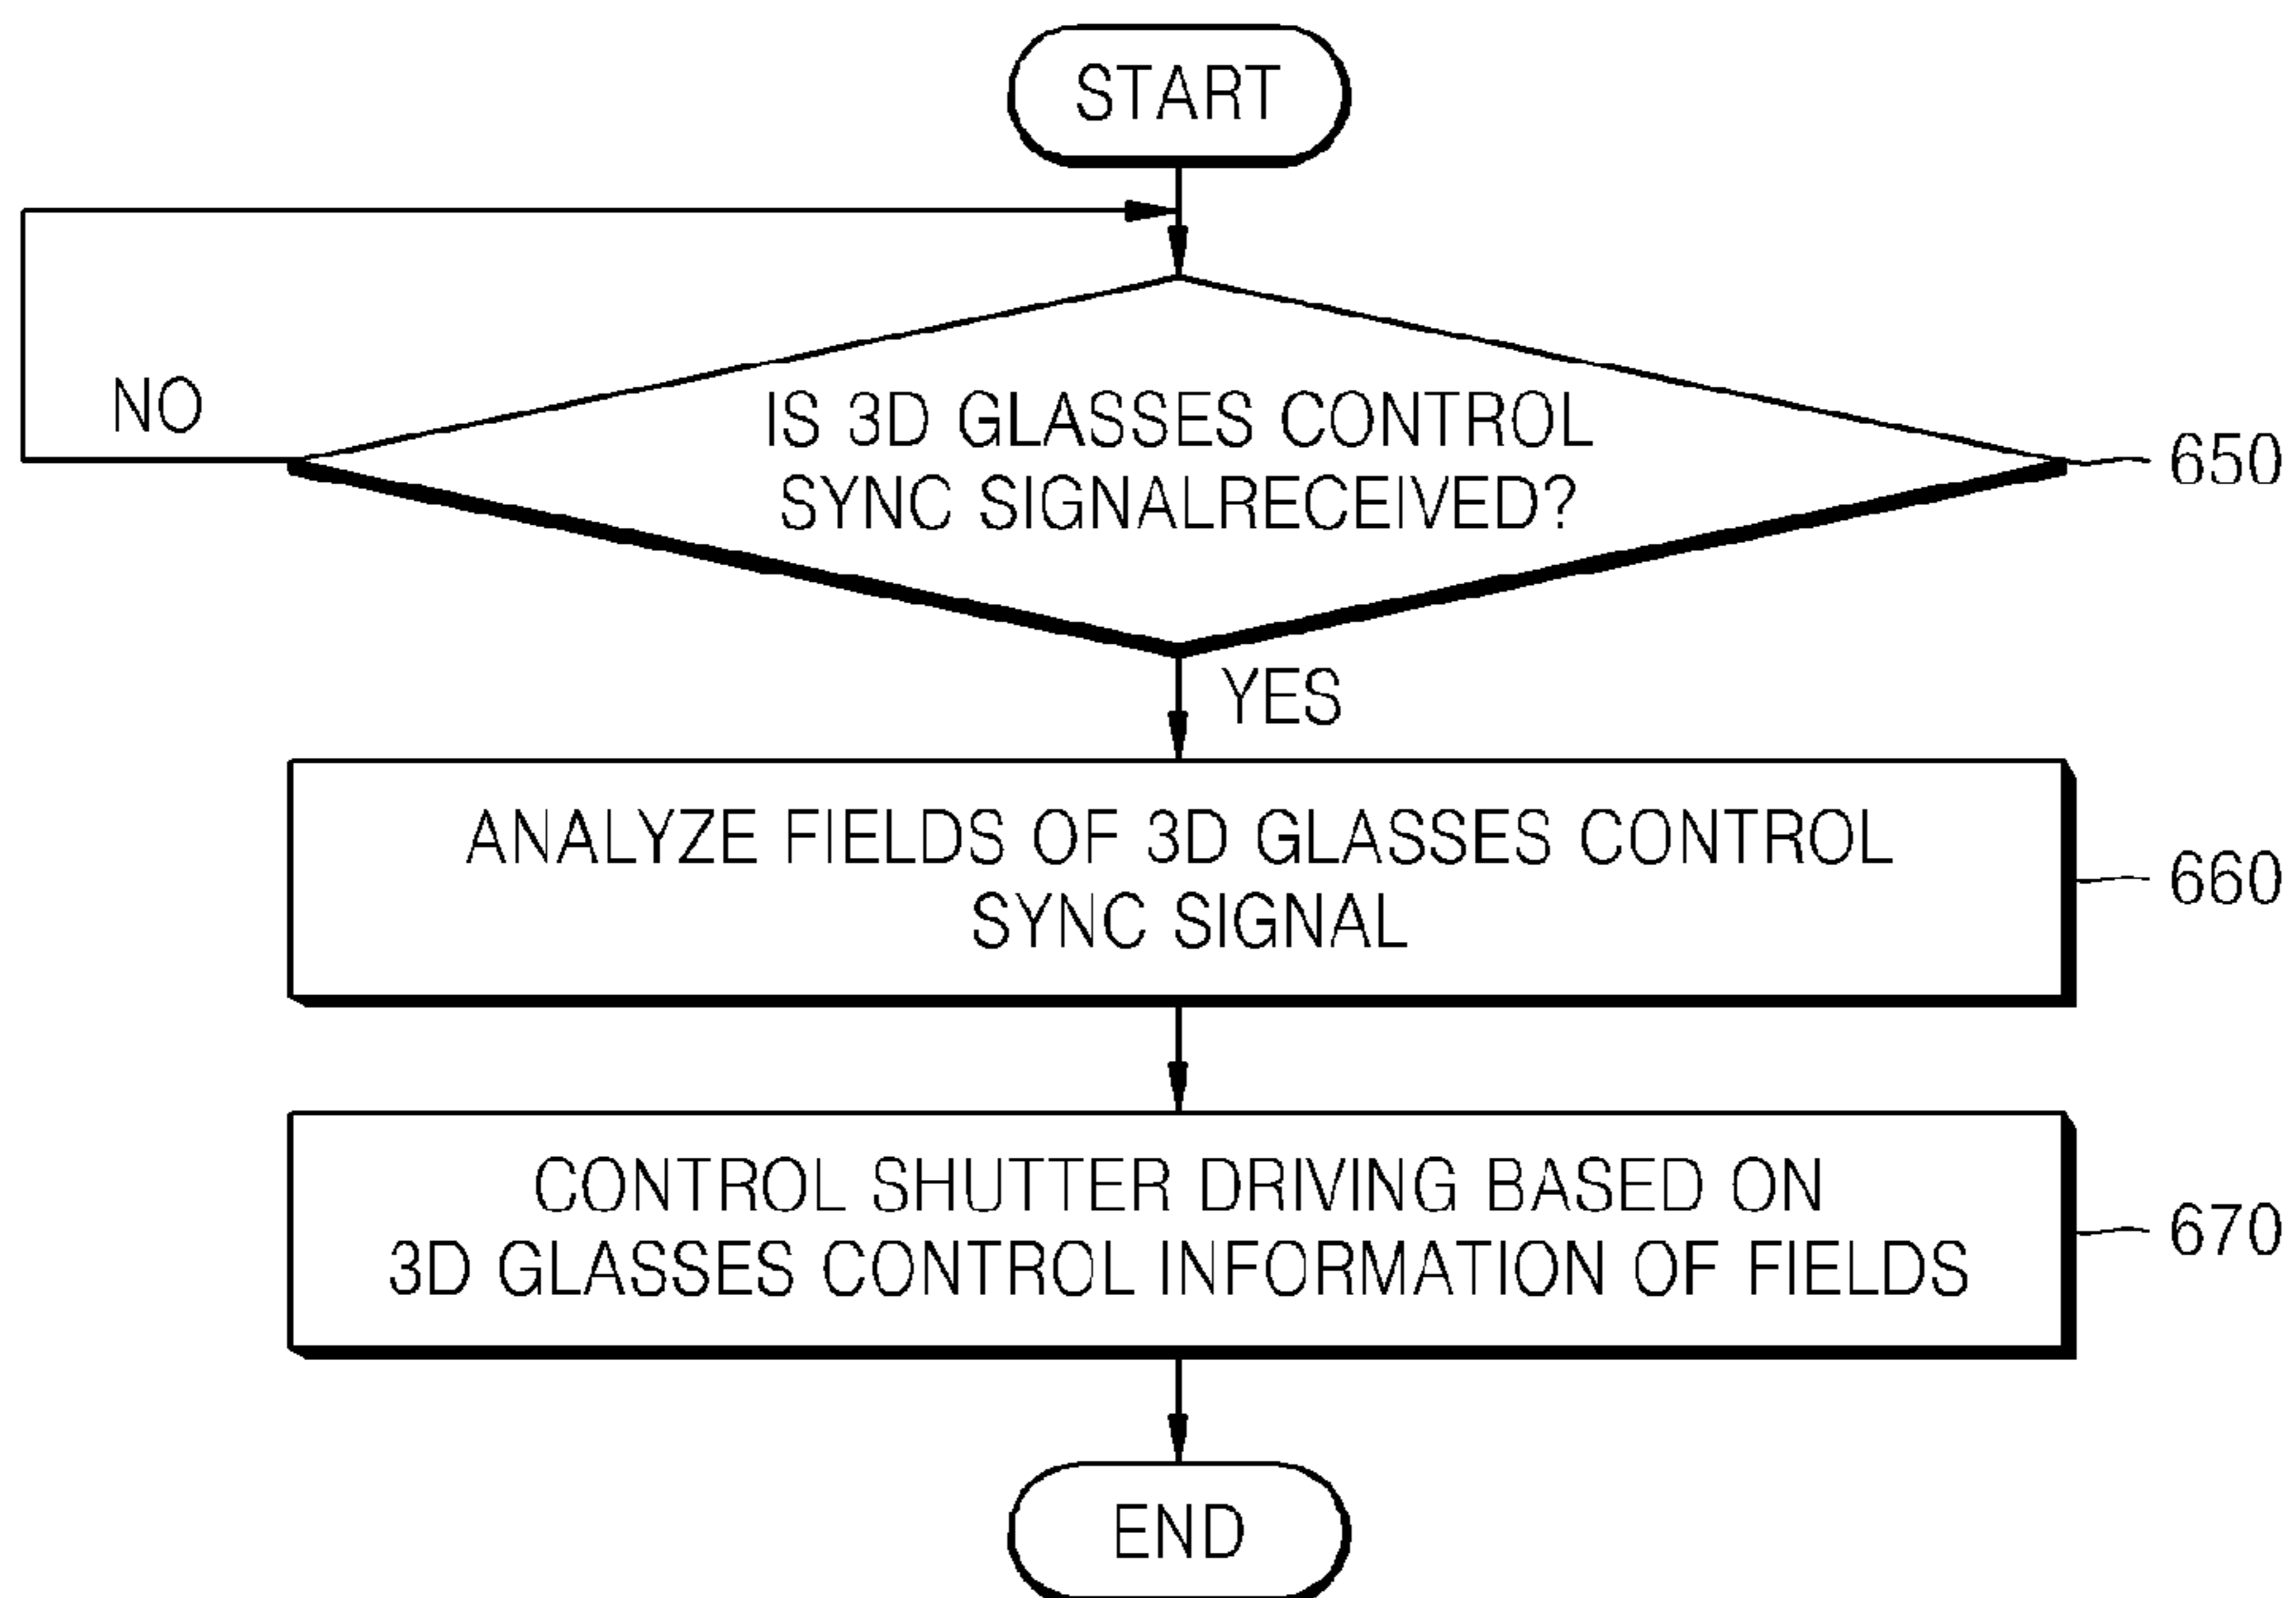 START
NO
IS 3D GLASSES CONTROL
SYNC SIGNALRECEIVED?
650
YES
ANALYZE FIELDS OF 3D GLASSES CONTROL
SYNC SIGNAL
660
CONTROL SHUTTER DRIVING BASED ON
3D GLASSES CONTROL INFORMATION OF FIELDS
670
END